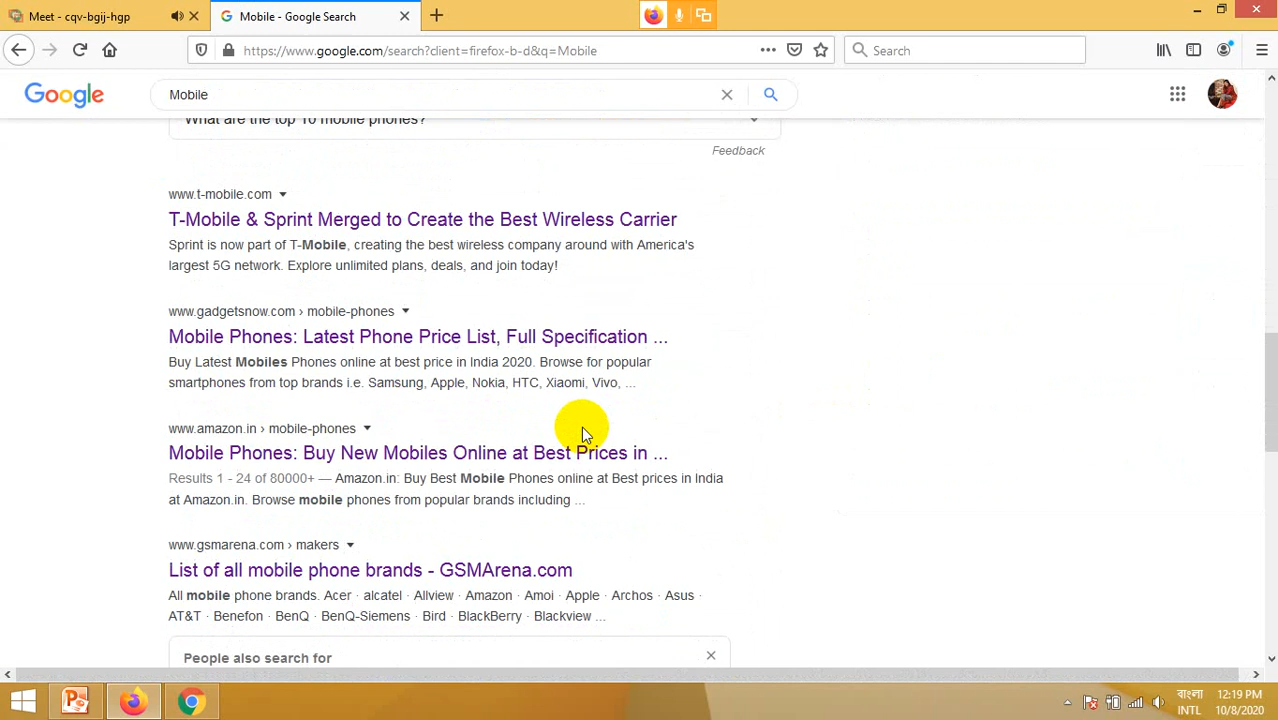 Meet - cqv-bgij-hgp
Mobile - Google Search
https://www.google.com/search?client=firefox-b-d&q=Mobile
Search
Google
Mobile
What are the top 10 mobile phones?
Feedback
www.t-mobile.com
T-Mobile & Sprint Merged to Create the Best Wireless Carrier
Sprint is now part of T-Mobile, creating the best wireless company around with America's
largest 5G network. Explore unlimited plans, deals, and join today!
www.gadgetsnow.com › mobile-phones
Mobile Phones: Latest Phone Price List, Full Specification ...
Buy Latest Mobiles Phones online at best price in India 2020. Browse for popular
smartphones from top brands i.e. Samsung, Apple, Nokia, HTC, Xiaomi, Vivo, ...
www.amazon.in › mobile-phones
Mobile Phones: Buy New Mobiles Online at Best Prices in ...
Results 1 - 24 of 80000+ — Amazon.in: Buy Best Mobile Phones online at Best prices in India
at Amazon.in. Browse mobile phones from popular brands including ...
www.gsmarena.com › makers
List of all mobile phone brands - GSMArena.com
All mobile phone brands. Acer · alcatel · Allview · Amazon · Amoi · Apple · Archos · Asus ·
AT&T · Benefon · BenQ · BenQ-Siemens · Bird · BlackBerry · Blackview ...
People also search for
বাংলা
INTL
12:19 PM
10/8/2020